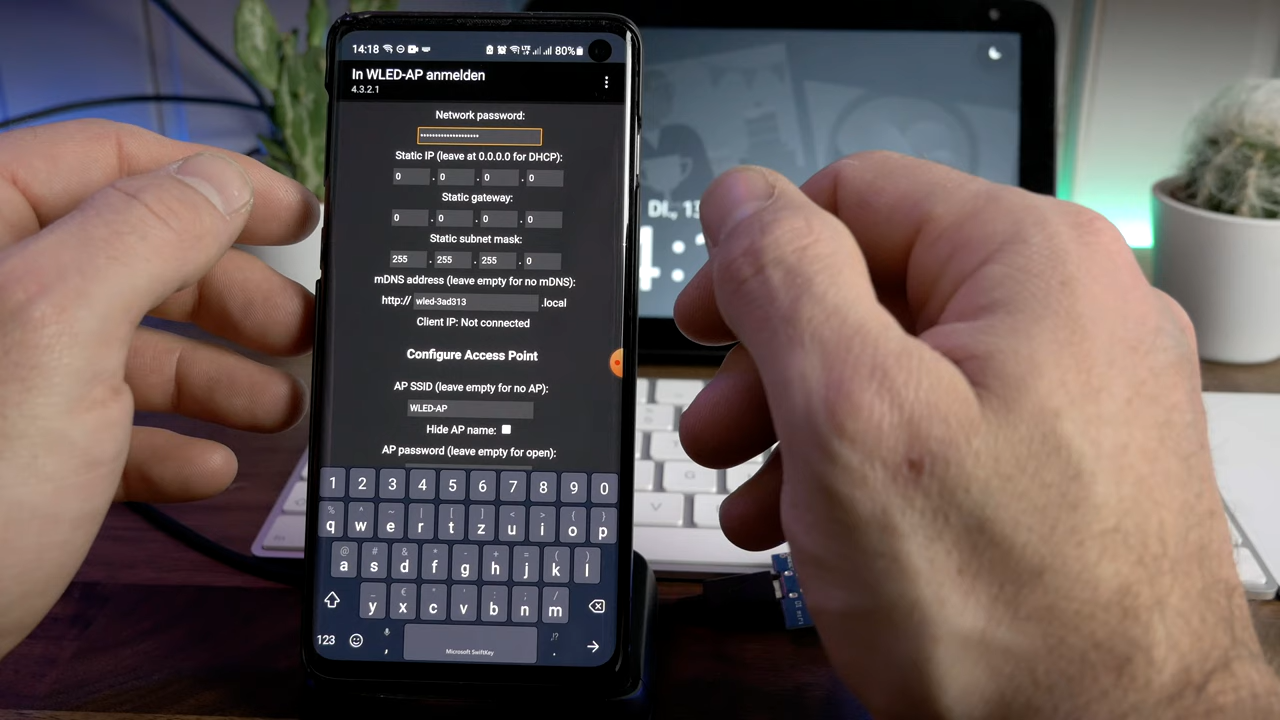 14:18 80%
In WLED-AP anmelden
4.3.2.1
Network password:
••••••••••••••••••••
Static IP (leave at 0.0.0.0 for DHCP):
0 . 0 . 0 . 0
Static gateway:
0 . 0 . 0 . 0
Static subnet mask:
255 . 255 . 255 . 0
mDNS address (leave empty for no mDNS):
http:// wled-3ad313 .local
Client IP: Not connected
Configure Access Point
AP SSID (leave empty for no AP):
WLED-AP
Hide AP name:
AP password (leave empty for open):
1 2 3 4 5 6 7 8 9 0
% ^ ~ | [ ] < > { }
q w e r t z u i o p
@ # & * - + = ( )
a s d f g h j k l
_ € " ' : ; /
y x c v b n m
123 , ,!? .
Microsoft SwiftKey
DI., 13
4:
G
V